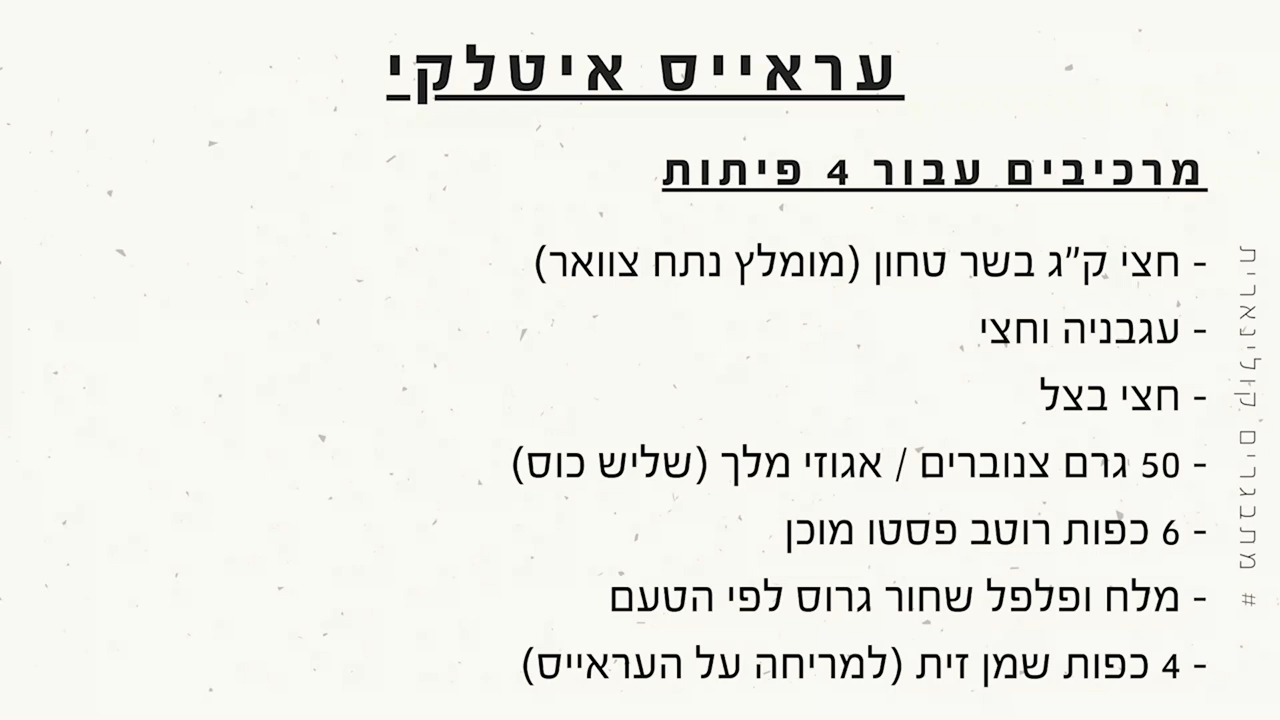 עראייס איטלקי
מרכיבים עבור 4 פיתות
- חצי ק"ג בשר טחון (מומלץ נתח צוואר)
- עגבניה וחצי
- חצי בצל
- 50 גרם צנוברים / אגוזי מלך (שליש כוס)
- 6 כפות רוטב פסטו מוכן
- מלח ופלפל שחור גרוס לפי הטעם
- 4 כפות שמן זית (למריחה על העראייס)
# מתבגרים קולינארית